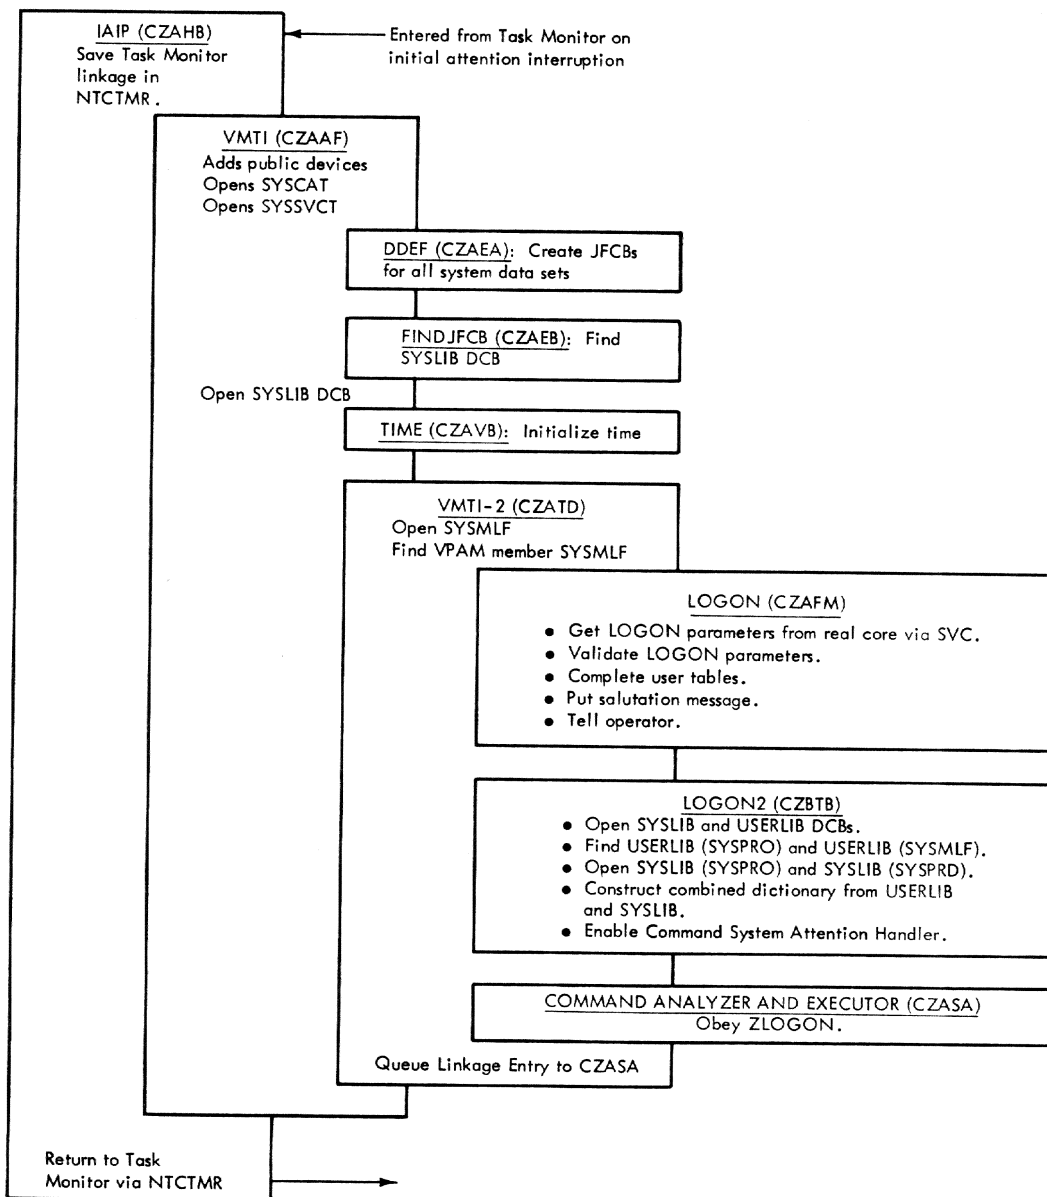 IAIP (CZAHB)
Save Task Monitor
linkage in
NTCTMR.
Entered from Task Monitor on
initial attention interruption
VMTI (CZAAF)
Adds public devices
Opens SYSCAT
Opens SYSSVCT
DDEF (CZAEA): Create JFCBs
for all system data sets
FINDJFCB (CZAEB): Find
SYSLIB DCB
Open SYSLIB DCB
TIME (CZAVB): Initialize time
VMTI-2 (CZATD)
Open SYSMLF
Find VPAM member SYSMLF
LOGON (CZAFM)
● Get LOGON parameters from real core via SVC.
● Validate LOGON parameters.
● Complete user tables.
● Put salutation message.
● Tell operator.
LOGON2 (CZBTB)
● Open SYSLIB and USERLIB DCBs.
● Find USERLIB (SYSPRO) and USERLIB (SYSMLF).
● Open SYSLIB (SYSPRO) and SYSLIB (SYSPRD).
● Construct combined dictionary from USERLIB
and SYSLIB.
● Enable Command System Attention Handler.
COMMAND ANALYZER AND EXECUTOR (CZASA)
Obey ZLOGON.
Queue Linkage Entry to CZASA
Return to Task
Monitor via NTCTMR